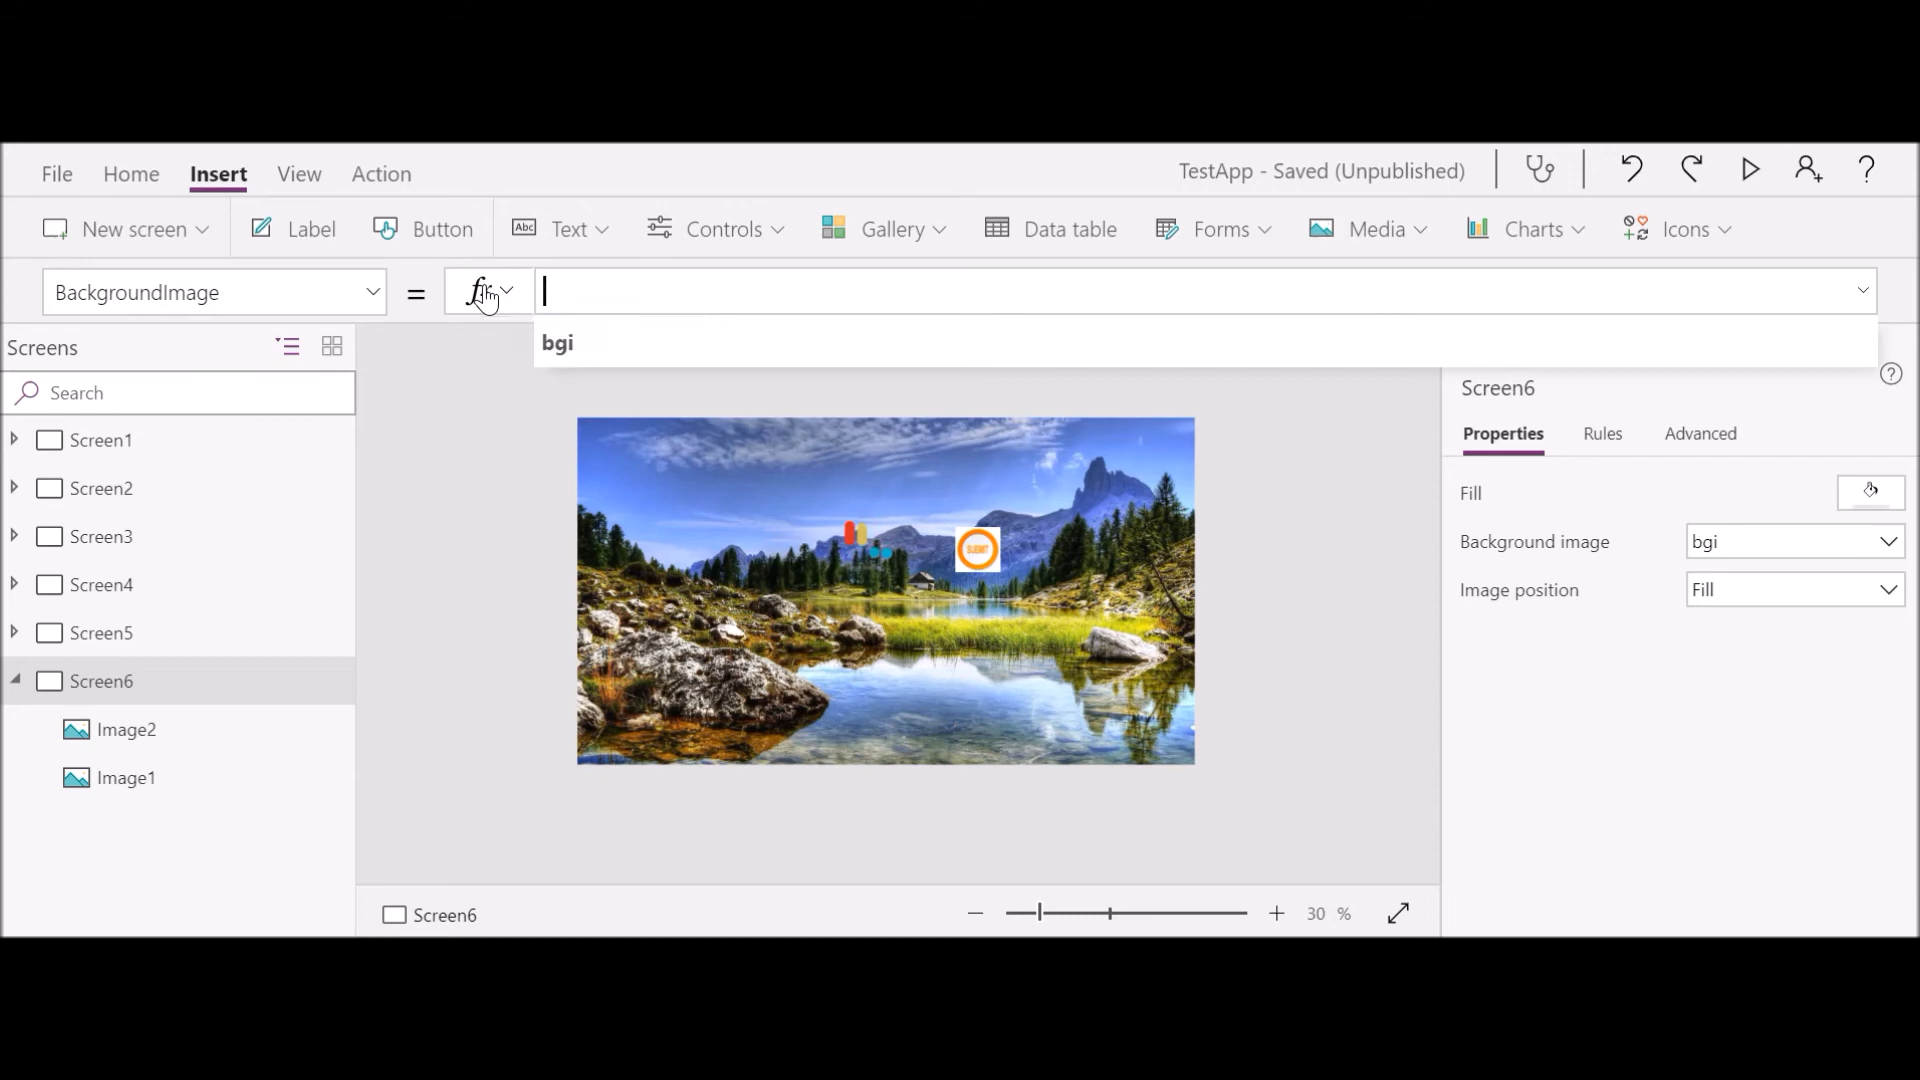 File Home Insert View Action TestApp - Saved (Unpublished) ?
New screen Label Button Abc Text Controls Gallery Data table Forms Media Charts Icons
BackgroundImage = fx
bgi
Screens
Search
Screen1
Screen2
Screen3
Screen4
Screen5
Screen6
Image2
Image1
SUBMIT
Screen6
30 %
Screen6
?
Properties Rules Advanced
Fill
Background image bgi
Image position Fill